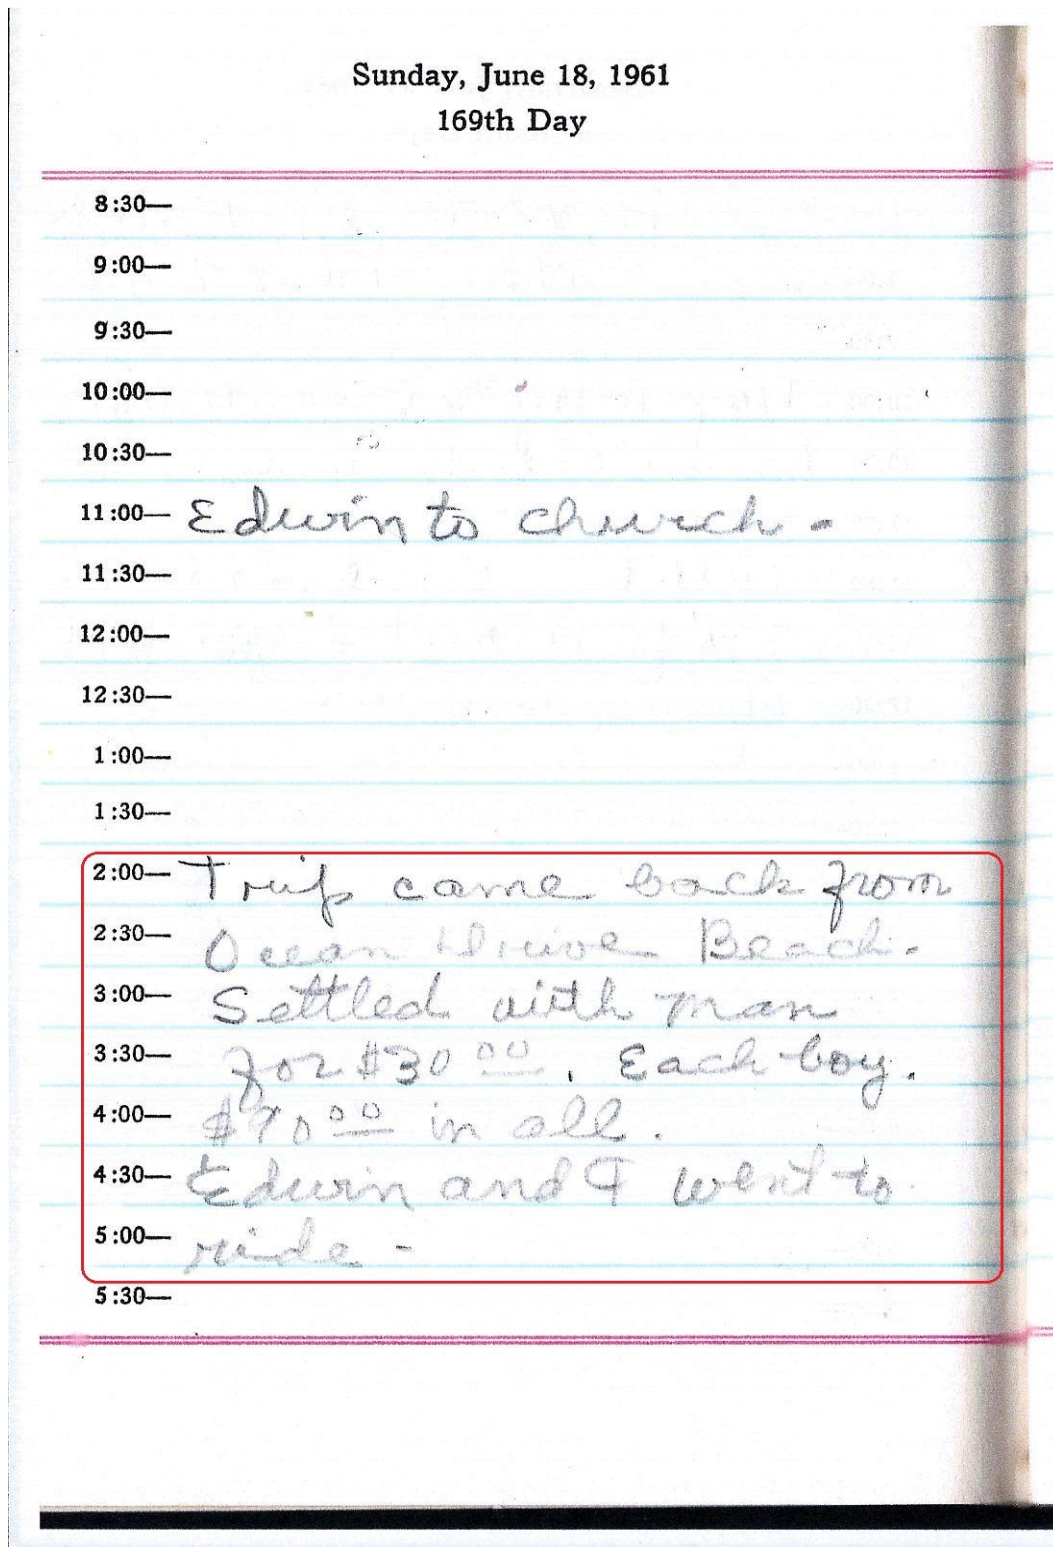 Sunday, June 18, 1961
169th Day
8:30—
9:00—
9:30—
10:00—
10:30—
11:00— Edwin to church -
11:30—
12:00—
12:30—
1:00—
1:30—
2:00— Trip came back from
2:30— Ocean Drive Beach.
3:00— Settled with man
3:30— for $30 00. Each boy.
4:00— $90 00 in all.
4:30— Edwin and I went to
5:00— ride -
5:30—